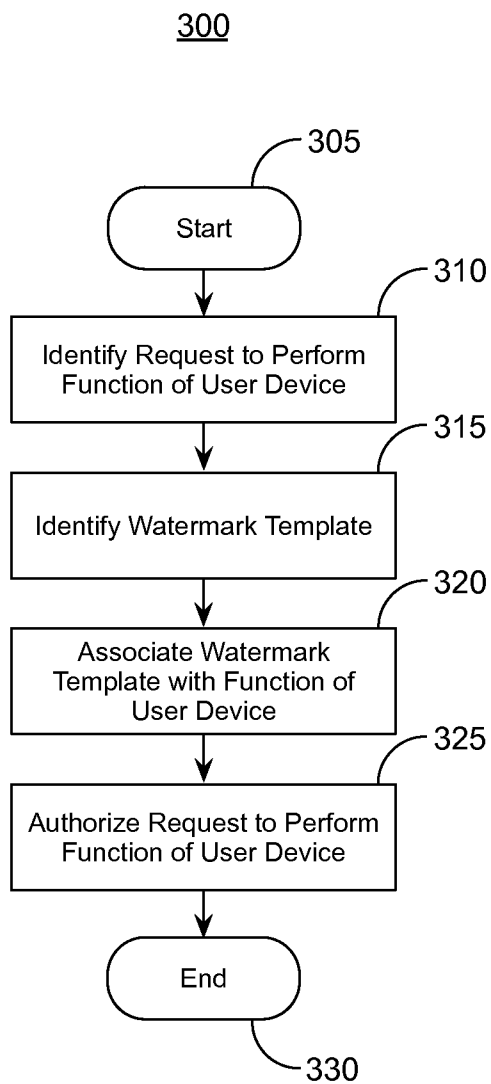 300
305
Start
310
Identify Request to Perform
Function of User Device
315
Identify Watermark Template
320
Associate Watermark
Template with Function of
User Device
325
Authorize Request to Perform
Function of User Device
End
330